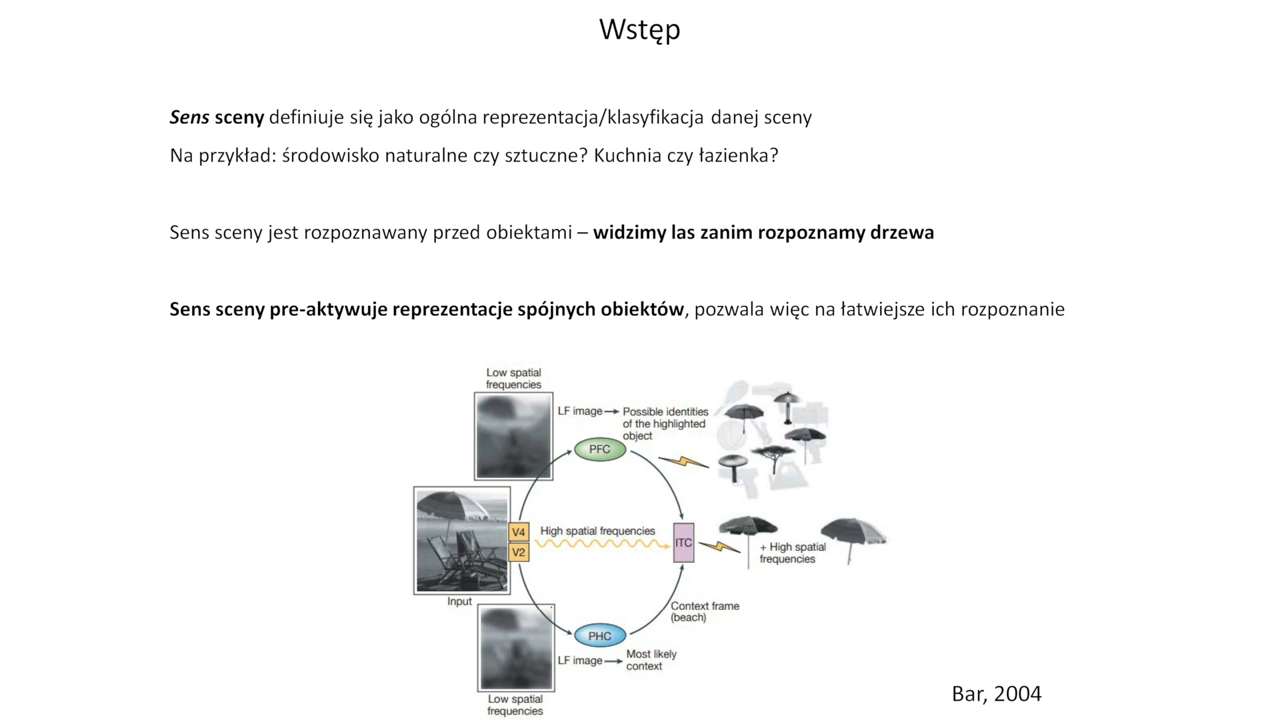 Wstęp
Sens sceny definiuje się jako ogólna reprezentacja/klasyfikacja danej sceny
Na przykład: środowisko naturalne czy sztuczne? Kuchnia czy łazienka?
Sens sceny jest rozpoznawany przed obiektami – widzimy las zanim rozpoznamy drzewa
Sens sceny pre-aktywuje reprezentacje spójnych obiektów, pozwala więc na łatwiejsze ich rozpoznanie
Low spatial
frequencies
LF image
Possible identities
of the highlighted
object
PFC
V4
V2
High spatial frequencies
ITC
+ High spatial
frequencies
Input
Context frame
(beach)
PHC
LF image
Most likely
context
Low spatial
frequencies
Bar, 2004